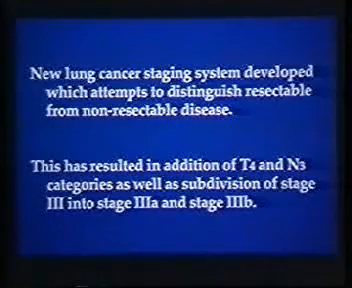 New lung cancer staging system developed
which attempts to distinguish resectable
from non-resectable disease.
This has resulted in addition of T4 and N3
categories as well as subdivision of stage
III into stage IIIa and stage IIIb.